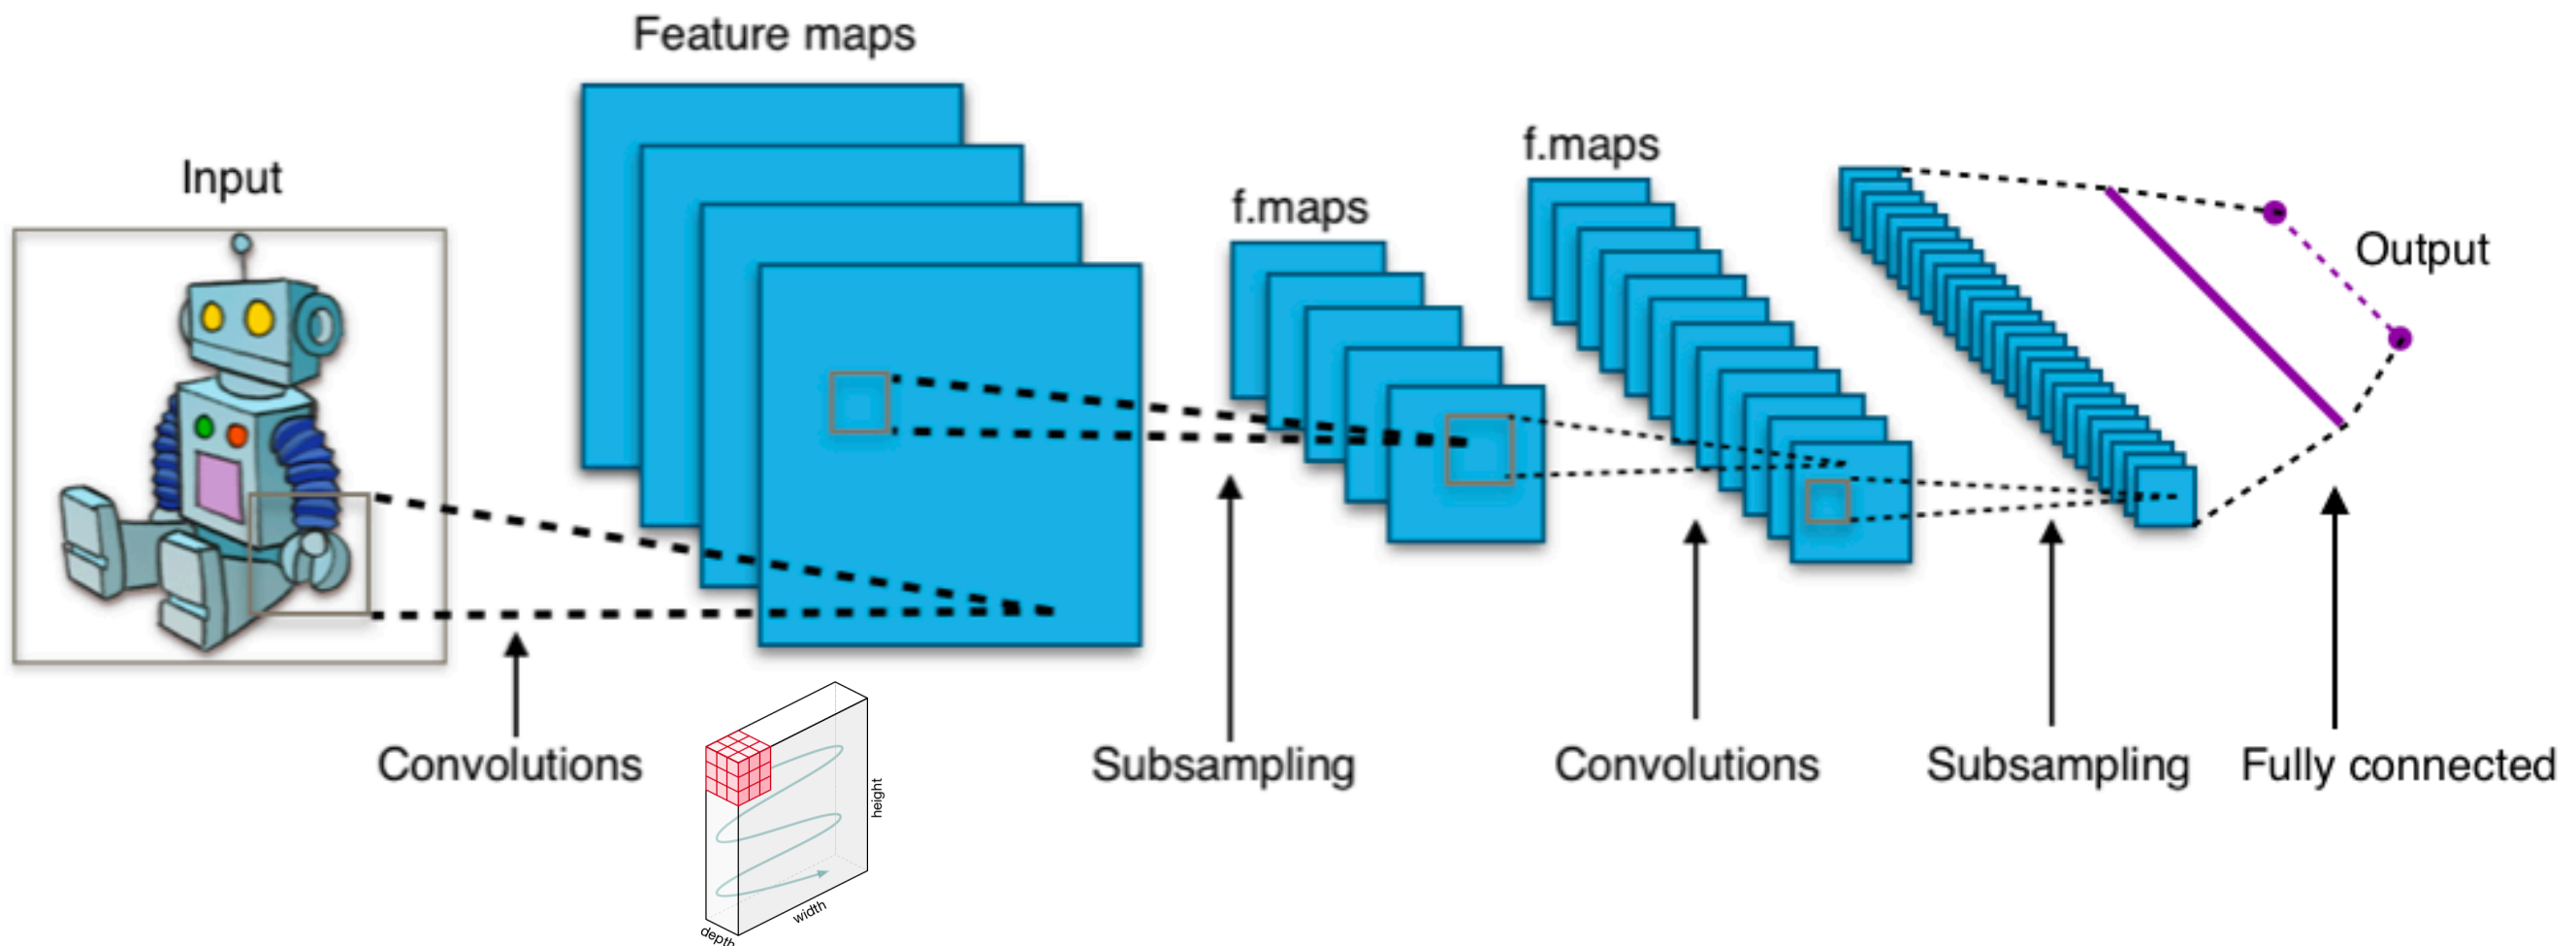 Feature maps
Input
f.maps
f.maps
Output
Convolutions
Subsampling
Convolutions
Subsampling
Fully connected
height
width
depth